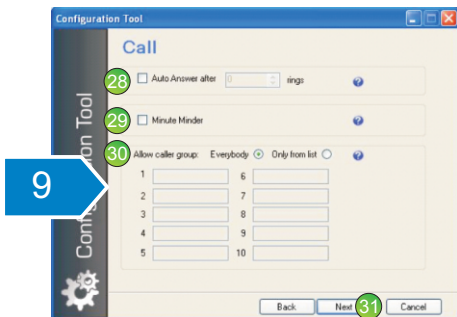 Configuration Tool
Call
28 Auto Answer after 0 rings ?
29 Minute Minder ?
30 Allow caller group: Everybody Only from list ?
1 6
2 7
3 8
4 9
5 10
9
Configuration Tool
Back Next 31 Cancel